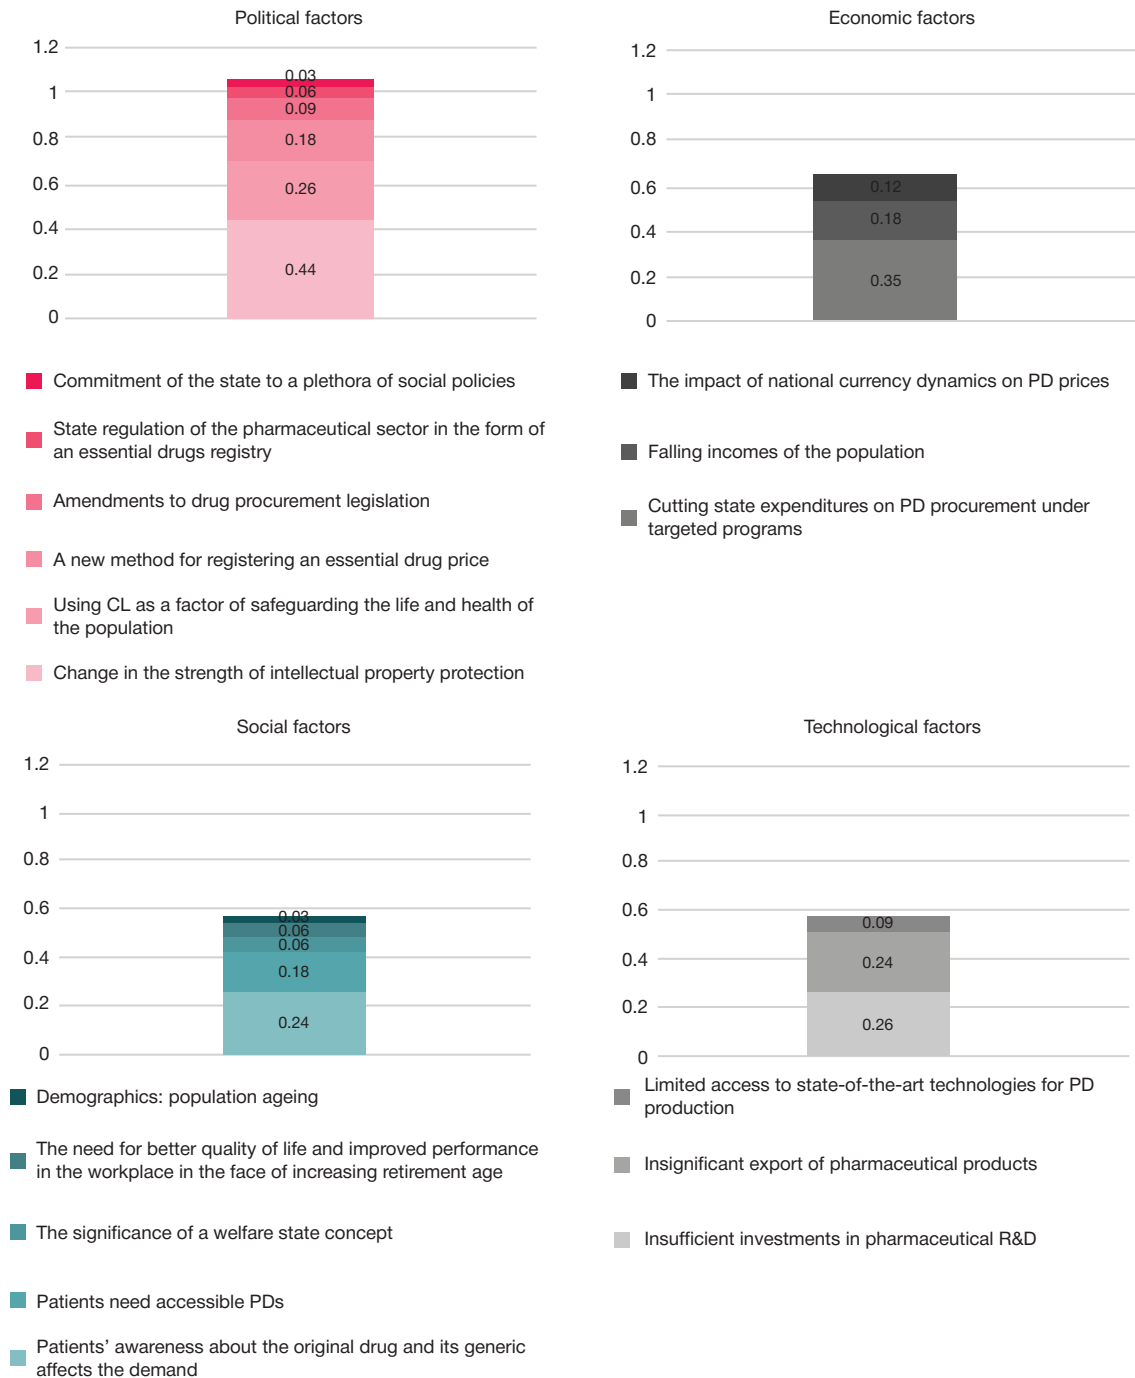 Political factors
1.2
1
0.8
0.6
0.4
0.2
0
0.03
0.06
0.09
0.18
0.26
0.44
Commitment of the state to a plethora of social policies
State regulation of the pharmaceutical sector in the form of
an essential drugs registry
Amendments to drug procurement legislation
A new method for registering an essential drug price
Using CL as a factor of safeguarding the life and health of
the population
Change in the strength of intellectual property protection
Economic factors
1.2
1
0.8
0.6
0.4
0.2
0
0.12
0.18
0.35
The impact of national currency dynamics on PD prices
Falling incomes of the population
Cutting state expenditures on PD procurement under
targeted programs
Social factors
1.2
1
0.8
0.6
0.4
0.2
0
0.03
0.06
0.06
0.18
0.24
Demographics: population ageing
The need for better quality of life and improved performance
in the workplace in the face of increasing retirement age
The significance of a welfare state concept
Patients need accessible PDs
Patients’ awareness about the original drug and its generic
affects the demand
Technological factors
1.2
1
0.8
0.6
0.4
0.2
0
0.09
0.24
0.26
Limited access to state-of-the-art technologies for PD
production
Insignificant export of pharmaceutical products
Insufficient investments in pharmaceutical R&D